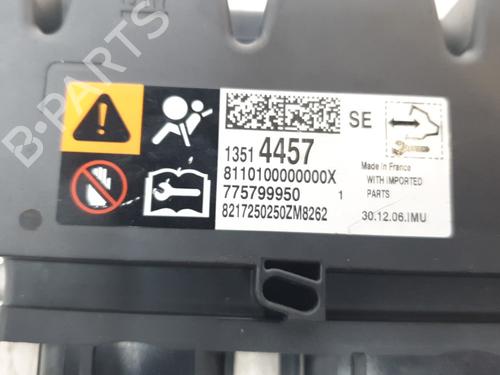 B-PARTS
SE
1351 4457
8110100000000X
775799950 1
8217250250ZM8262
Made in France
WITH IMPORTED
PARTS
30.12.06.IMU